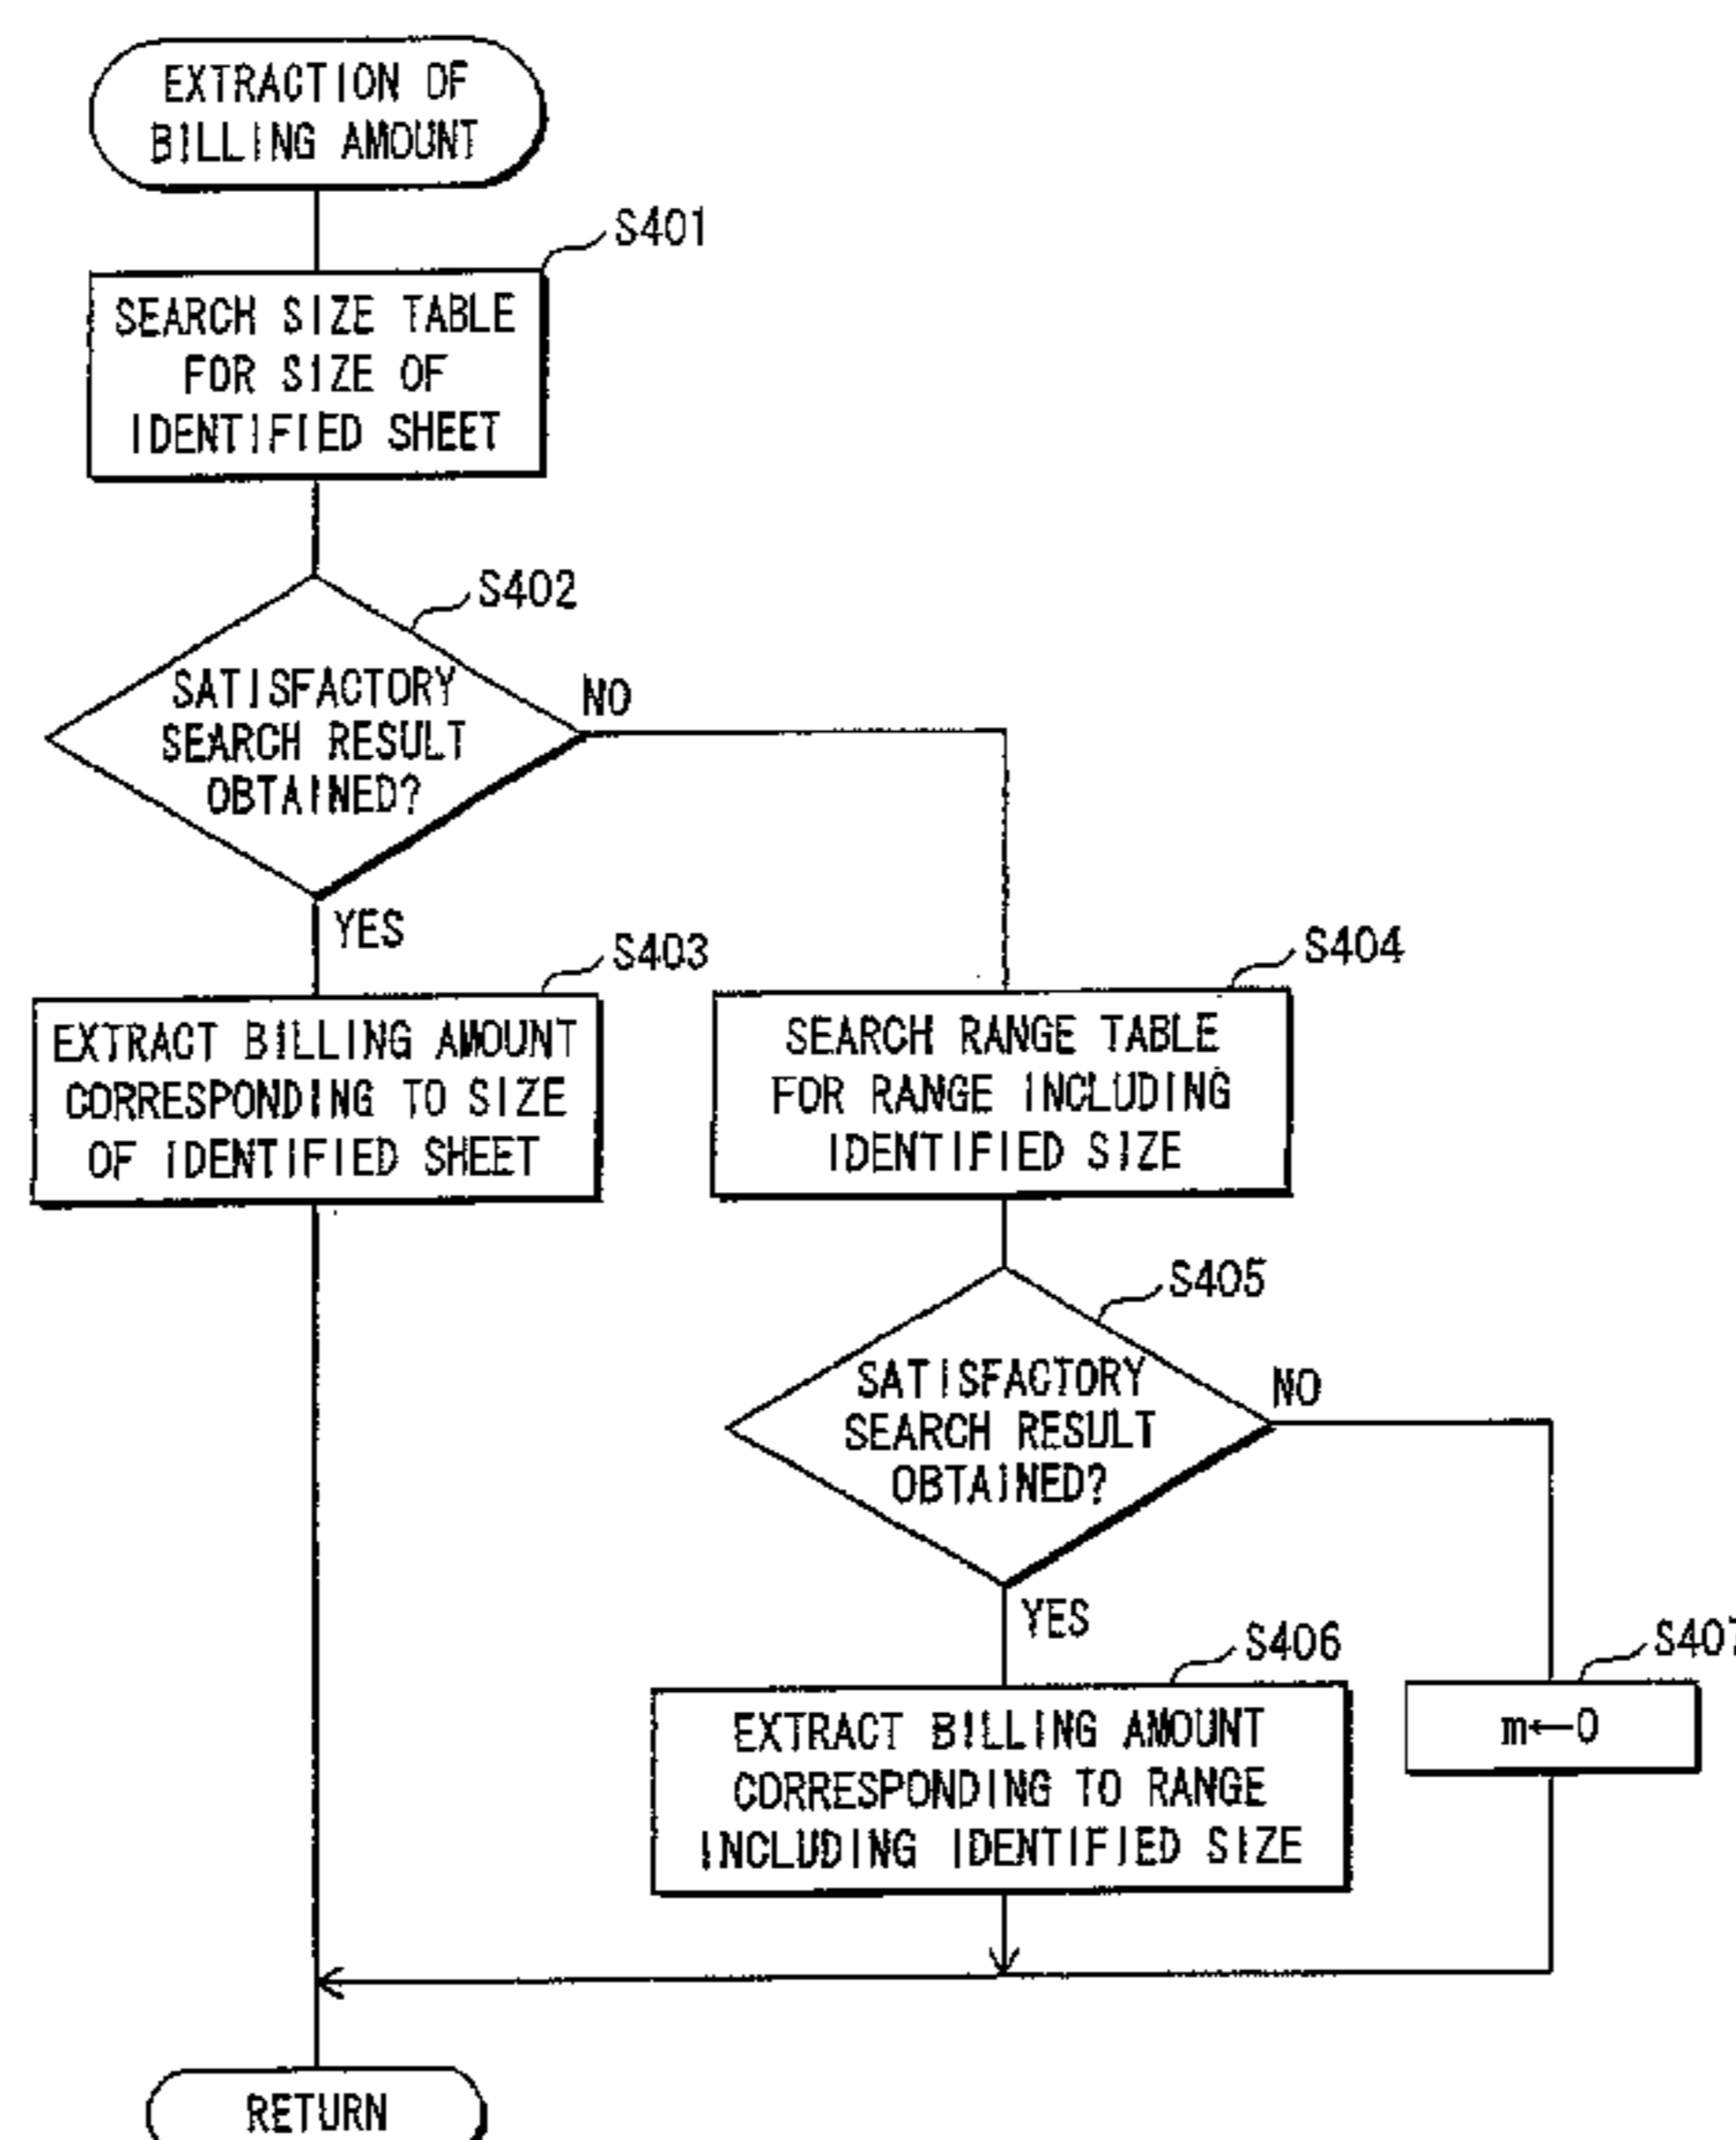 EXTRACTION OF
BILLING AMOUNT
S401
SEARCH SIZE TABLE
FOR SIZE OF
IDENTIFIED SHEET
S402
SATISFACTORY
SEARCH RESULT
OBTAINED?
NO
YES
S403
EXTRACT BILLING AMOUNT
CORRESPONDING TO SIZE
OF IDENTIFIED SHEET
S404
SEARCH RANGE TABLE
FOR RANGE INCLUDING
IDENTIFIED SIZE
S405
SATISFACTORY
SEARCH RESULT
OBTAINED?
NO
YES
S406
EXTRACT BILLING AMOUNT
CORRESPONDING TO RANGE
INCLUDING IDENTIFIED SIZE
S407
m←0
RETURN